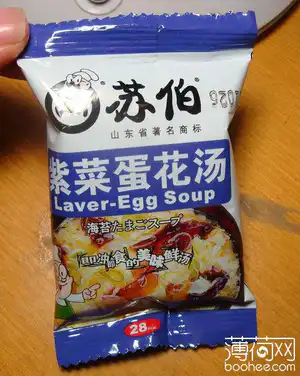 苏伯
山东省著名商标
紫菜蛋花汤
Laver-Egg Soup
海苔たまごスープ
即冲即食的美味鲜汤
28
薄荷网
boohee.com